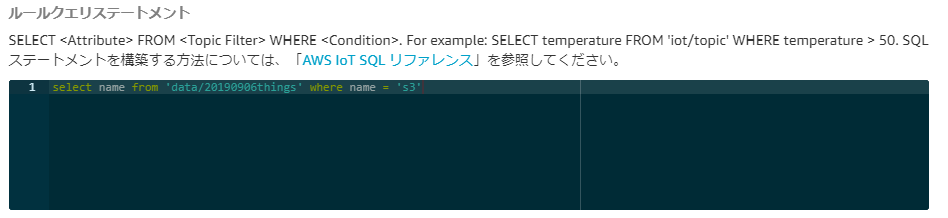 ルールクエリステートメント
SELECT <Attribute> FROM <Topic Filter> WHERE <Condition>. For example: SELECT temperature FROM 'iot/topic' WHERE temperature > 50. SQL
ステートメントを構築する方法については、「AWS IoT SQL リファレンス」を参照してください。
1 select name from 'data/20190906things' where name = 's3'